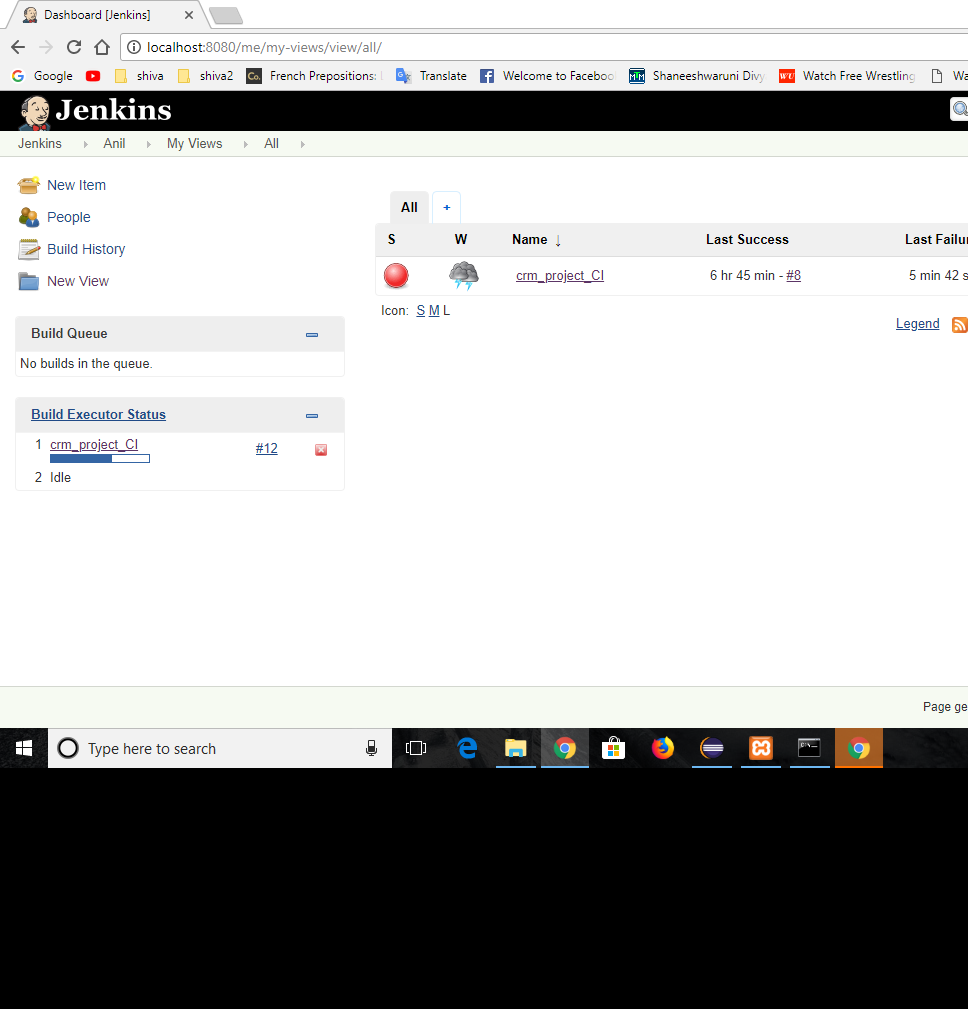 Dashboard [Jenkins]
localhost:8080/me/my-views/view/all/
Google shiva shiva2 Co. French Prepositions: Translate Welcome to Faceboo MTM Shaneeshwaruni Divy WU Watch Free Wrestling Wa
Jenkins
Jenkins Anil My Views All
New Item
People
Build History
New View
Build Queue
No builds in the queue.
Build Executor Status
1 crm_project_CI #12
2 Idle
All +
S W Name ↓ Last Success Last Failu
crm_project_CI 6 hr 45 min - #8 5 min 42 s
Icon: S M L
Legend
Page ge
Type here to search